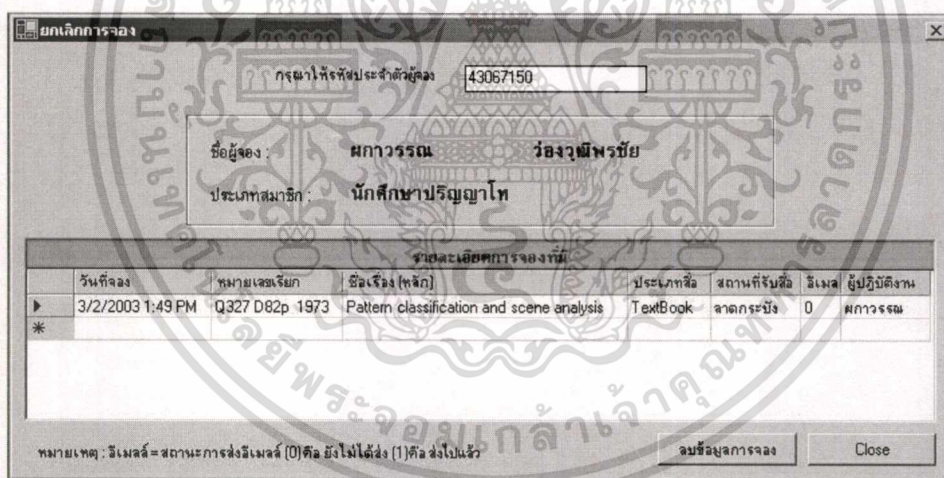 ยกเลิกการจอง
กรุณาใส่รหัสประจำตัวผู้จอง 43067150
ชื่อผู้จอง : ผกาวรรณ ว่องวุฒิพรชัย
ประเภทสมาชิก : นักศึกษาปริญญาโท
รายละเอียดการจองที่มี
วันที่จอง หมายเลขเรียก ชื่อเรื่อง (หลัก) ประเภทสื่อ สถานที่รับสื่อ อีเมล ผู้ปฏิบัติงาน
3/2/2003 1:49 PM Q327 D82p 1973 Pattern classification and scene analysis TextBook ลาดกระบัง 0 ผกาวรรณ
หมายเหตุ : อีเมลล์ = สถานะการส่งอีเมลล์ (0)คือ ยังไม่ได้ส่ง (1)คือ ส่งไปแล้ว ลบข้อมูลการจอง Close